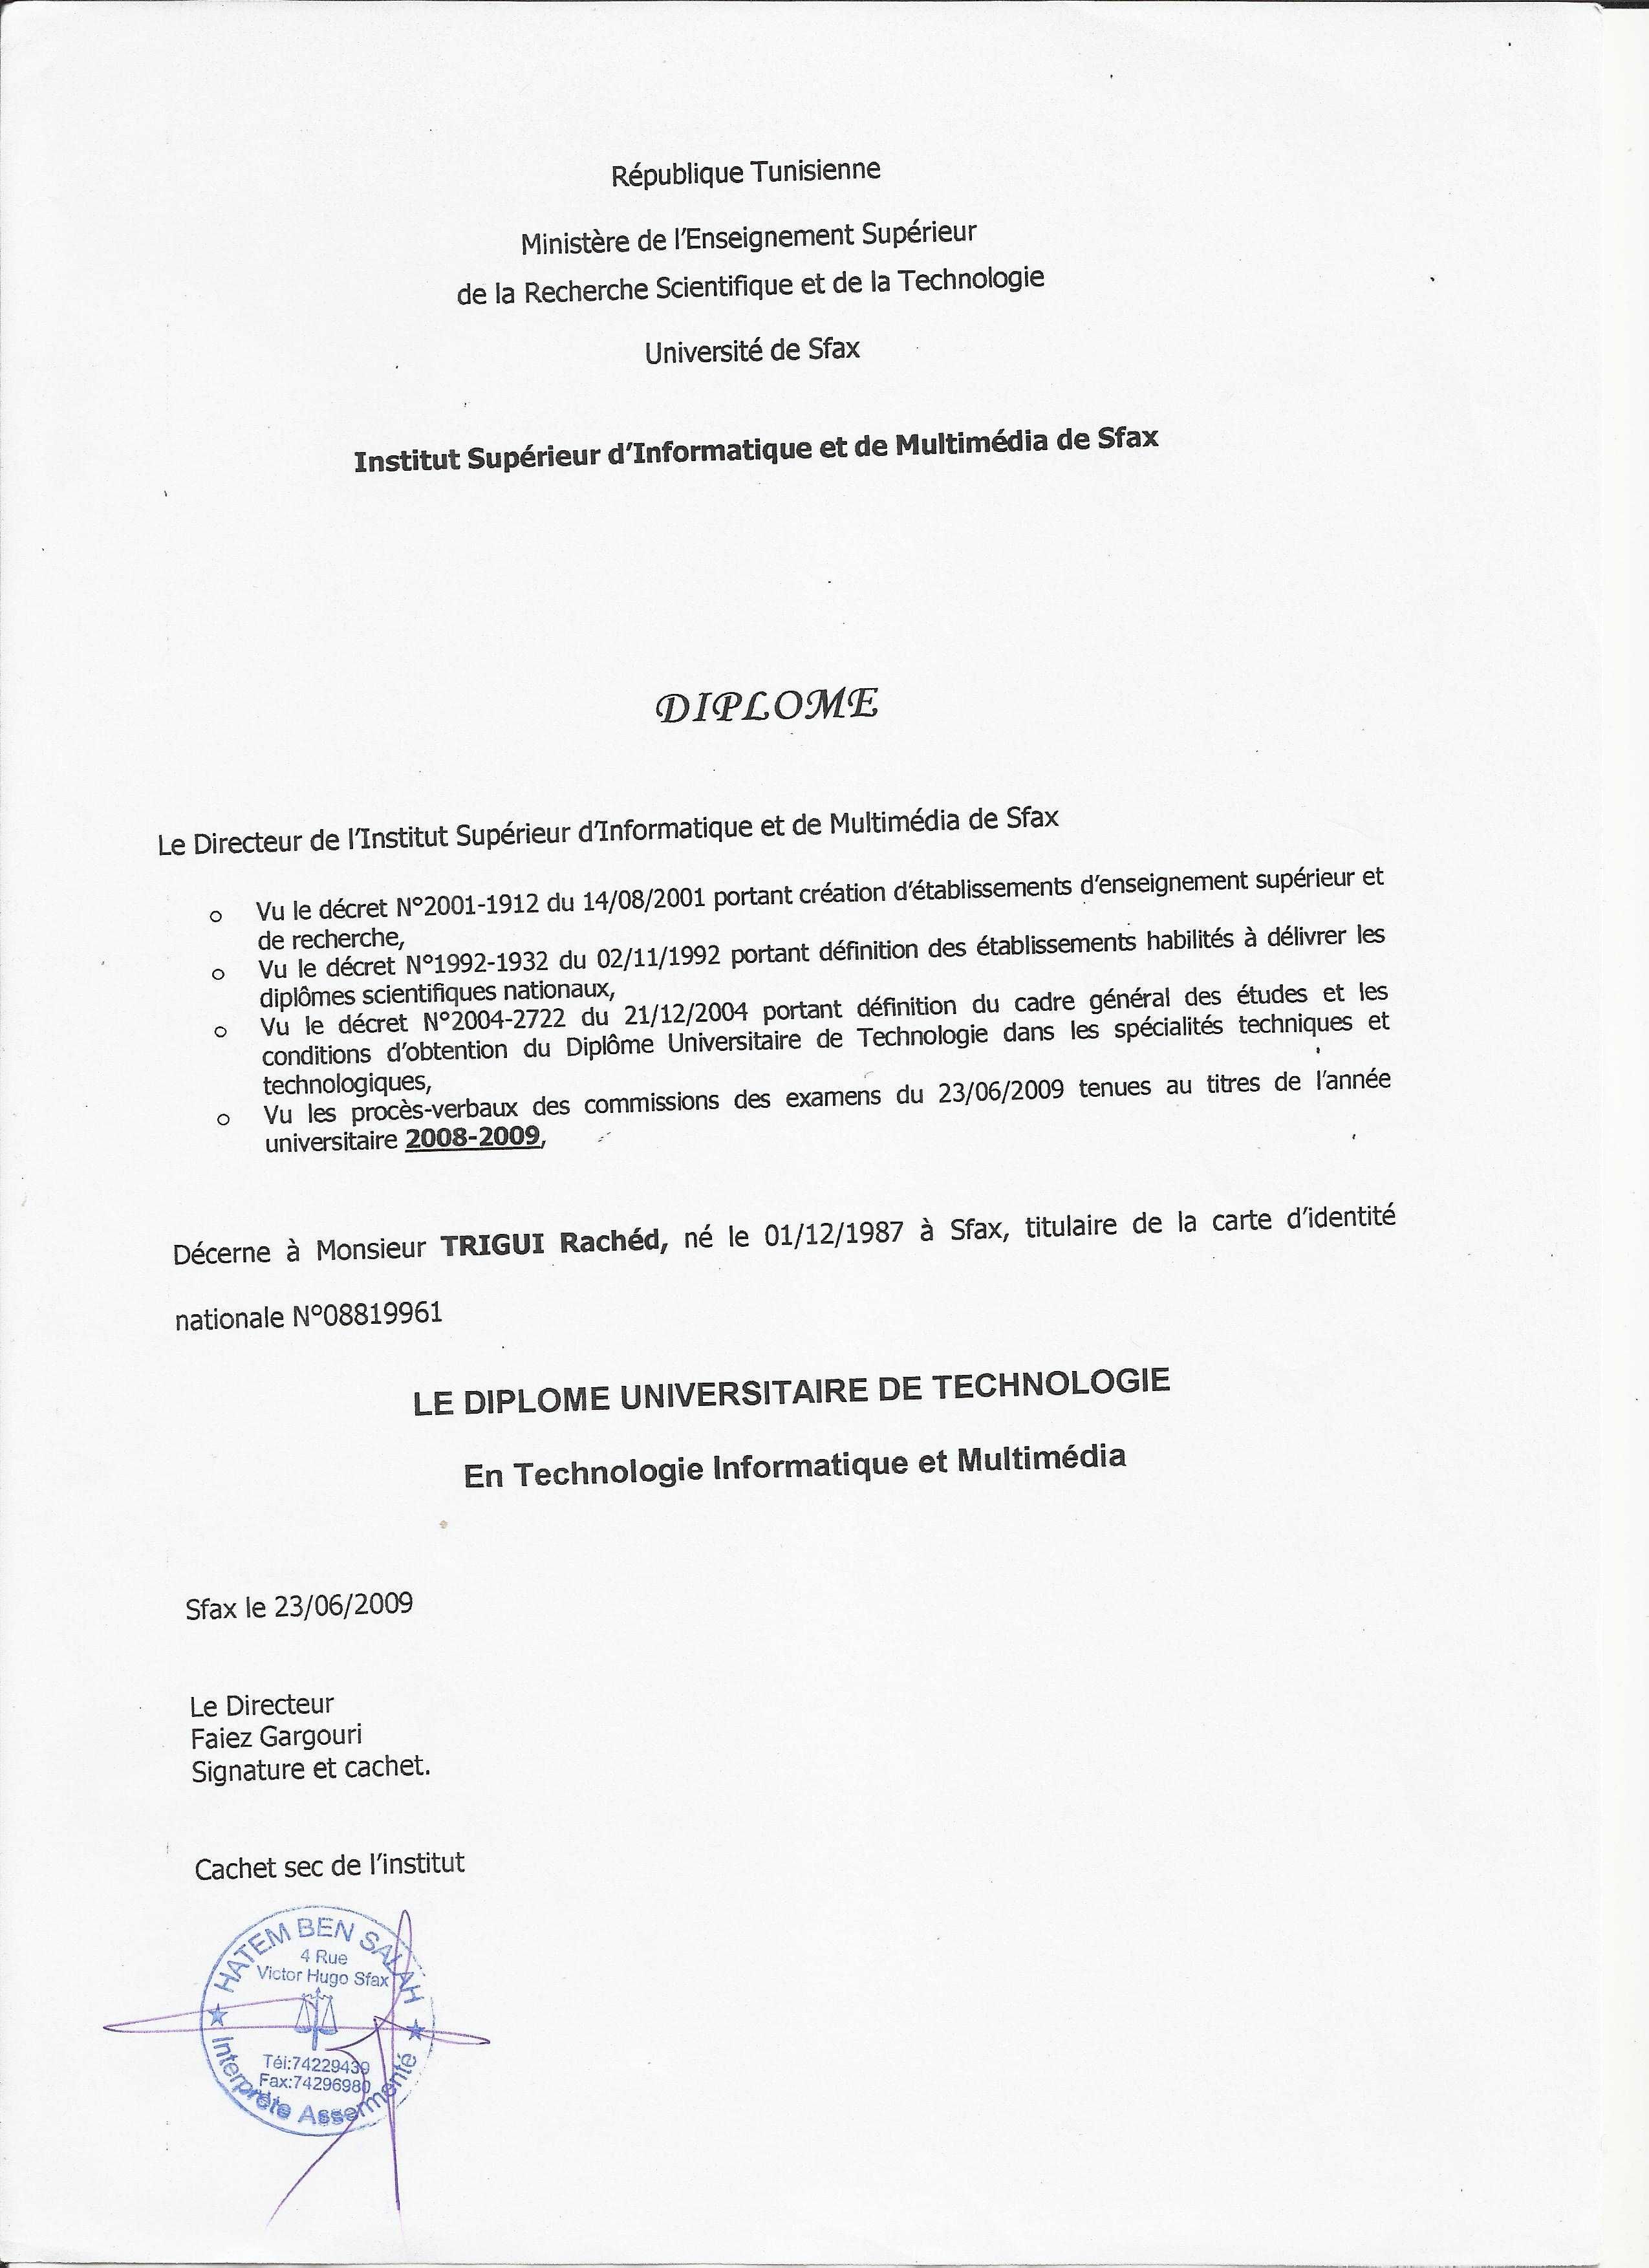 République Tunisienne
Ministère de l'Enseignement Supérieur
de la Recherche Scientifique et de la Technologie
Université de Sfax
Institut Supérieur d'Informatique et de Multimédia de Sfax
DIPLOME
Le Directeur de l'Institut Supérieur d'Informatique et de Multimédia de Sfax
o Vu le décret N°2001-1912 du 14/08/2001 portant création d'établissements d'enseignement supérieur et
de recherche,
o Vu le décret N°1992-1932 du 02/11/1992 portant définition des établissements habilités à délivrer les
diplômes scientifiques nationaux,
o Vu le décret N°2004-2722 du 21/12/2004 portant définition du cadre général des études et les
conditions d'obtention du Diplôme Universitaire de Technologie dans les spécialités techniques et
technologiques,
o Vu les procès-verbaux des commissions des examens du 23/06/2009 tenues au titres de l'année
universitaire 2008-2009,
Décerne à Monsieur TRIGUI Rachéd, né le 01/12/1987 à Sfax, titulaire de la carte d'identité
nationale N°08819961
LE DIPLOME UNIVERSITAIRE DE TECHNOLOGIE
En Technologie Informatique et Multimédia
Sfax le 23/06/2009
Le Directeur
Faiez Gargouri
Signature et cachet.
Cachet sec de l'institut
HATEM BEN SALAH
4 Rue
Victor Hugo Sfax
Tél:74229439
Fax:74296980
Interprète Assermenté